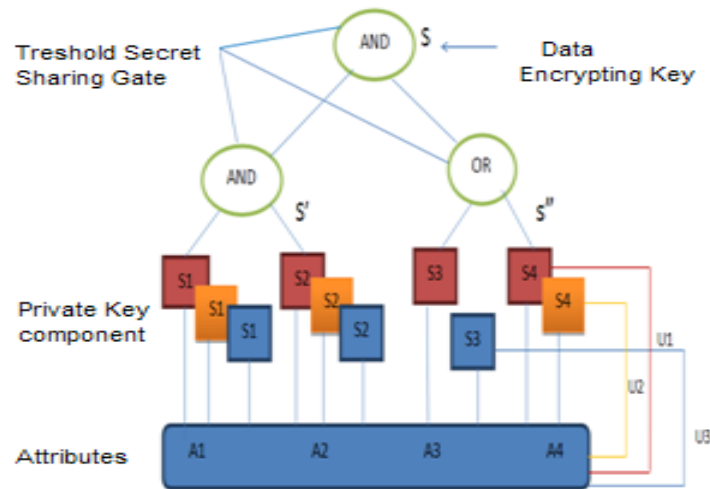 AND
S
Treshold Secret
Sharing Gate
Data
Encrypting Key
AND
OR
S'
S"
S1
S2
S3
S4
S1
S2
S4
S1
S2
S3
Private Key
component
U1
U2
U3
Attributes
A1
A2
A3
A4